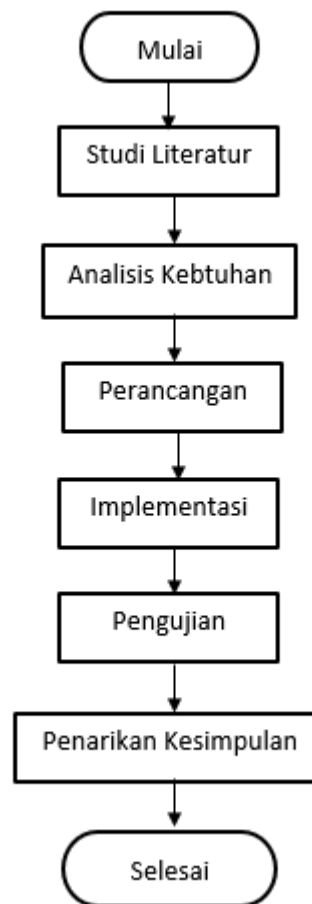 Mulai
Studi Literatur
Analisis Kebtuhan
Perancangan
Implementasi
Pengujian
Penarikan Kesimpulan
Selesai